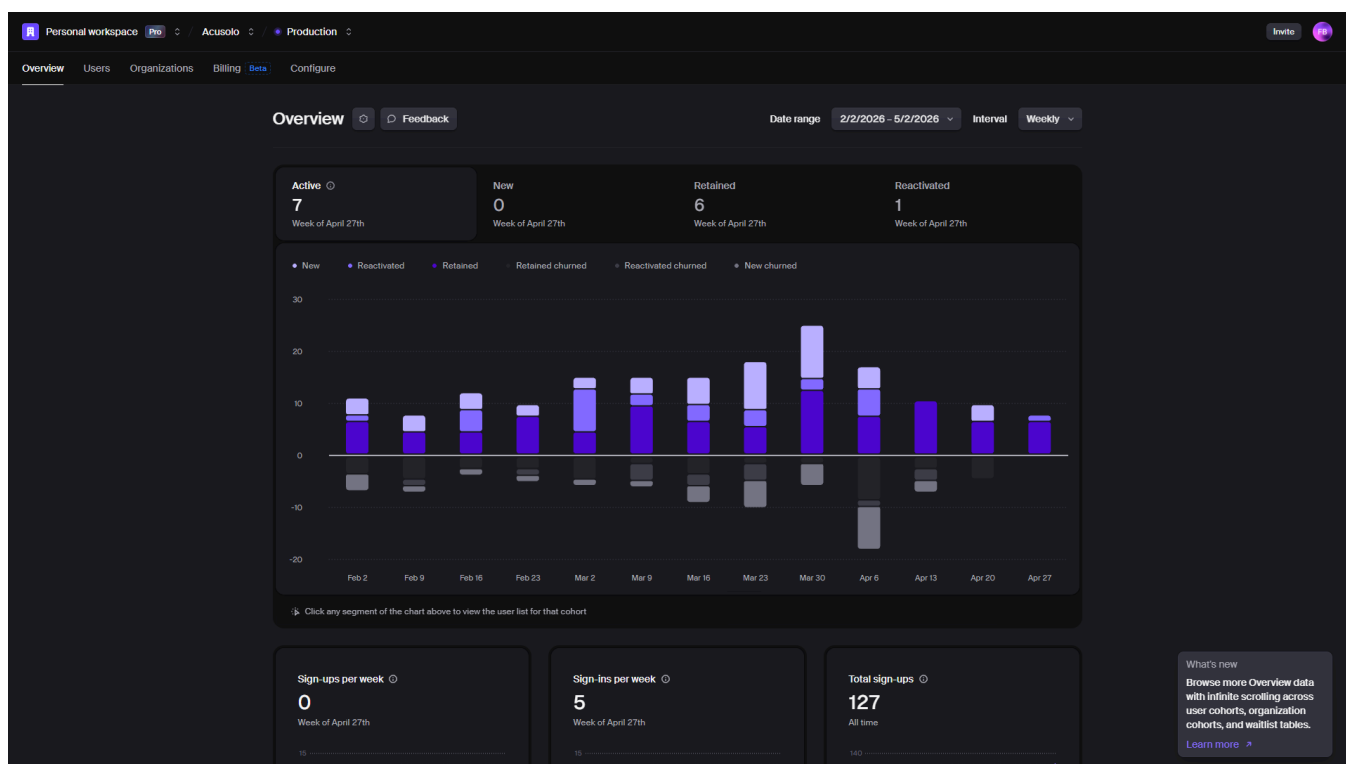 Personal workspace Pro / Acusolo / Production
Invite FB
Overview Users Organizations Billing Beta Configure
Overview Feedback
Date range 2/2/2026 – 5/2/2026 Interval Weekly
Active New Retained Reactivated
7 0 6 1
Week of April 27th Week of April 27th Week of April 27th Week of April 27th
New Reactivated Retained Retained churned Reactivated churned New churned
30
20
10
0
-10
-20
Feb 2 Feb 9 Feb 16 Feb 23 Mar 2 Mar 9 Mar 16 Mar 23 Mar 30 Apr 6 Apr 13 Apr 20 Apr 27
Click any segment of the chart above to view the user list for that cohort
Sign-ups per week Sign-ins per week Total sign-ups
0 5 127
Week of April 27th Week of April 27th All time
15 15 140
What's new
Browse more Overview data
with infinite scrolling across
user cohorts, organization
cohorts, and waitlist tables.
Learn more